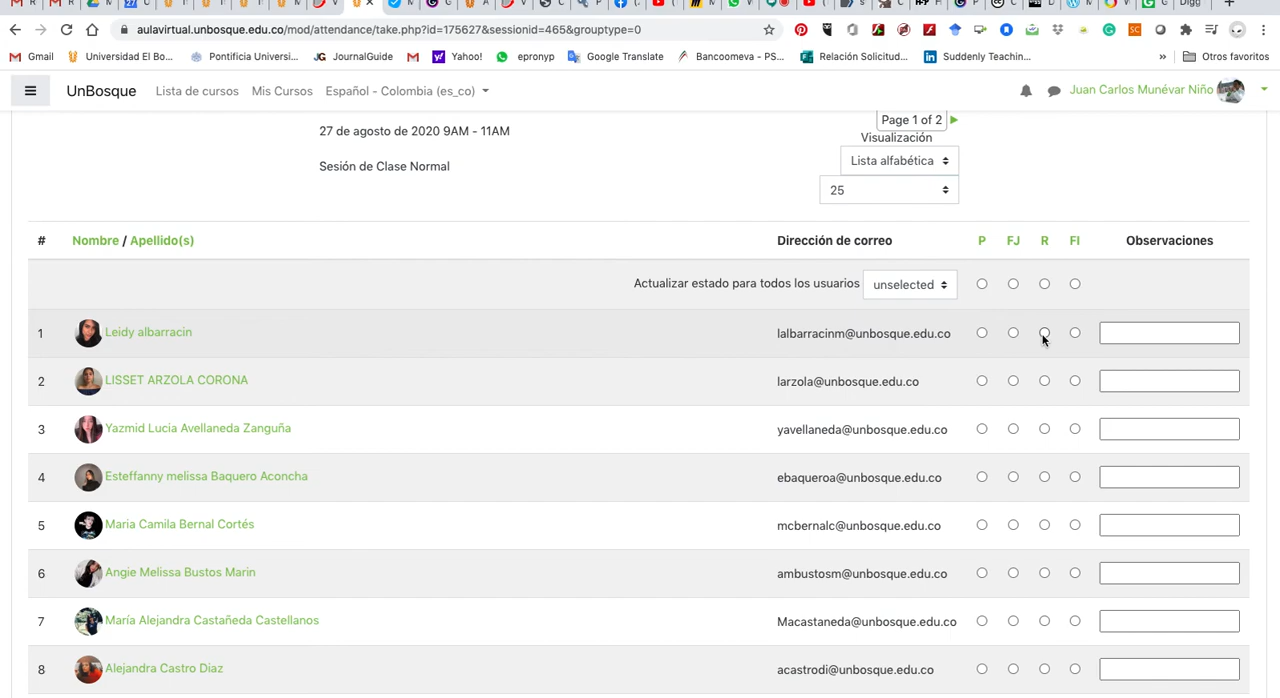 aulavirtual.unbosque.edu.co/mod/attendance/take.php?id=175627&sessionid=465&grouptype=0
Gmail Universidad El Bo... Pontificia Universi... JournalGuide Yahoo! epronyp Google Translate Bancoomeva - PS... Relación Solicitud... Suddenly Teachin... » Otros favoritos
UnBosque Lista de cursos Mis Cursos Español - Colombia (es_co) Juan Carlos Munévar Niño
Page 1 of 2
27 de agosto de 2020 9AM - 11AM
Visualización
Sesión de Clase Normal Lista alfabética
25
# Nombre / Apellido(s) Dirección de correo P FJ R FI Observaciones
Actualizar estado para todos los usuarios unselected
1 Leidy albarracin lalbarracinm@unbosque.edu.co
2 LISSET ARZOLA CORONA larzola@unbosque.edu.co
3 Yazmid Lucia Avellaneda Zanguña yavellaneda@unbosque.edu.co
4 Esteffanny melissa Baquero Aconcha ebaqueroa@unbosque.edu.co
5 Maria Camila Bernal Cortés mcbernalc@unbosque.edu.co
6 Angie Melissa Bustos Marin ambustosm@unbosque.edu.co
7 María Alejandra Castañeda Castellanos Macastaneda@unbosque.edu.co
8 Alejandra Castro Diaz acastrodi@unbosque.edu.co